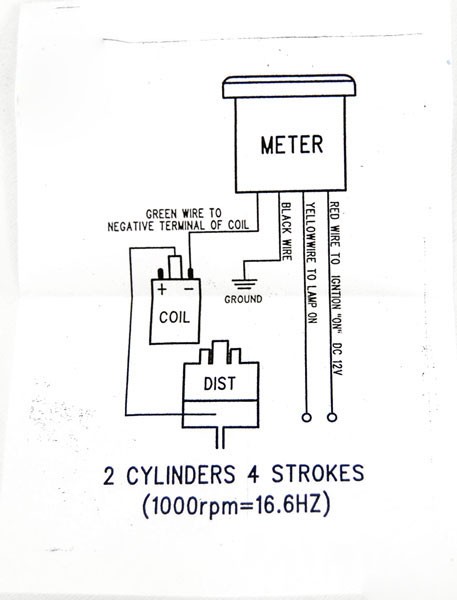 METER
GREEN WIRE TO
NEGATIVE TERMINAL OF COIL
BLACK WIRE
YELLOWWIRE TO LAMP ON
RED WIRE TO IGNTION "ON" DC 12V
+ −
COIL
GROUND
DIST
2 CYLINDERS 4 STROKES
(1000rpm=16.6HZ)